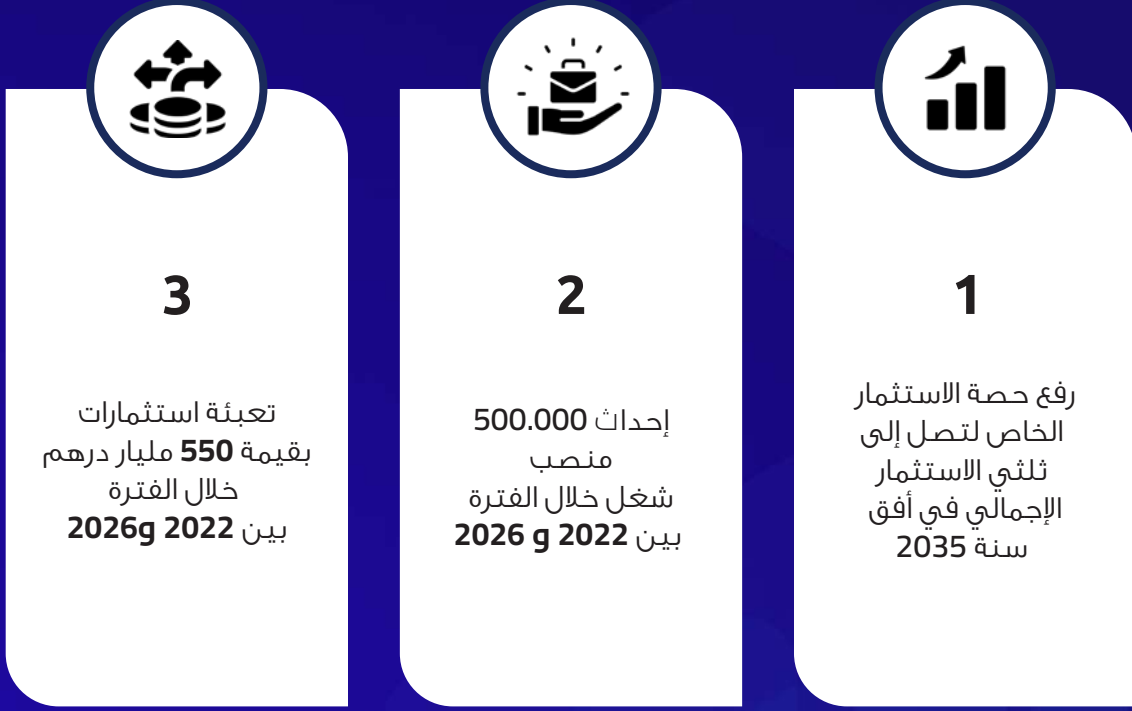 1
رفع حصة الاستثمار
الخاص لتصل إلى
ثلثي الاستثمار
الإجمالي في أفق
سنة 2035
2
إحداث 500.000
منصب
شغل خلال الفترة
بين 2022 و 2026
3
تعبئة استثمارات
بقيمة 550 مليار درهم
خلال الفترة
بين 2022 و2026